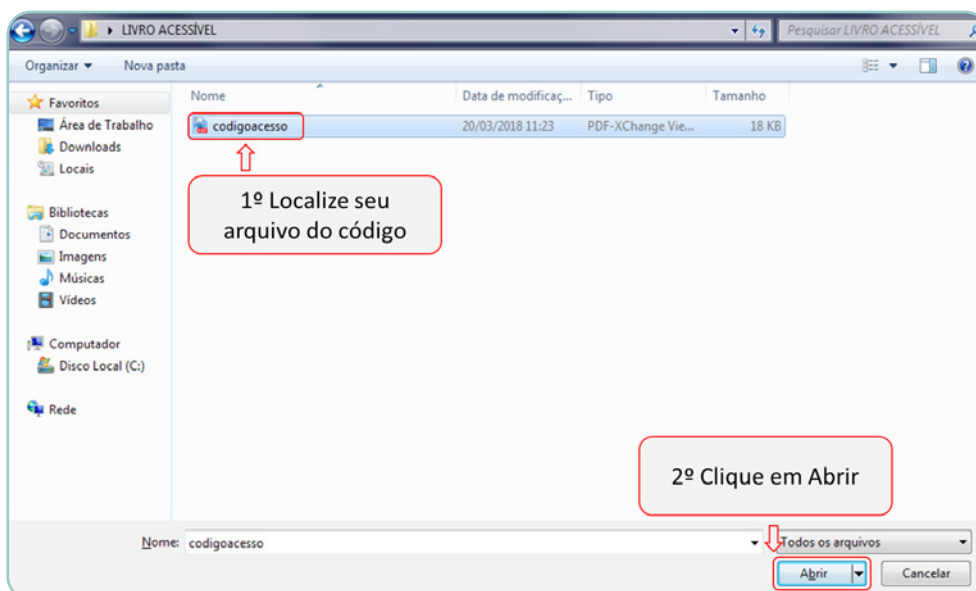 LIVRO ACESSÍVEL
Pesquisar LIVRO ACESSÍVEL
Organizar
Nova pasta
Favoritos
Área de Trabalho
Downloads
Locais
Bibliotecas
Documentos
Imagens
Músicas
Vídeos
Computador
Disco Local (C:)
Rede
Nome Data de modificaç... Tipo Tamanho
codigoacesso 20/03/2018 11:23 PDF-XChange Vie... 18 KB
1º Localize seu
arquivo do código
2º Clique em Abrir
Nome: codigoacesso
Todos os arquivos
Abrir
Cancelar